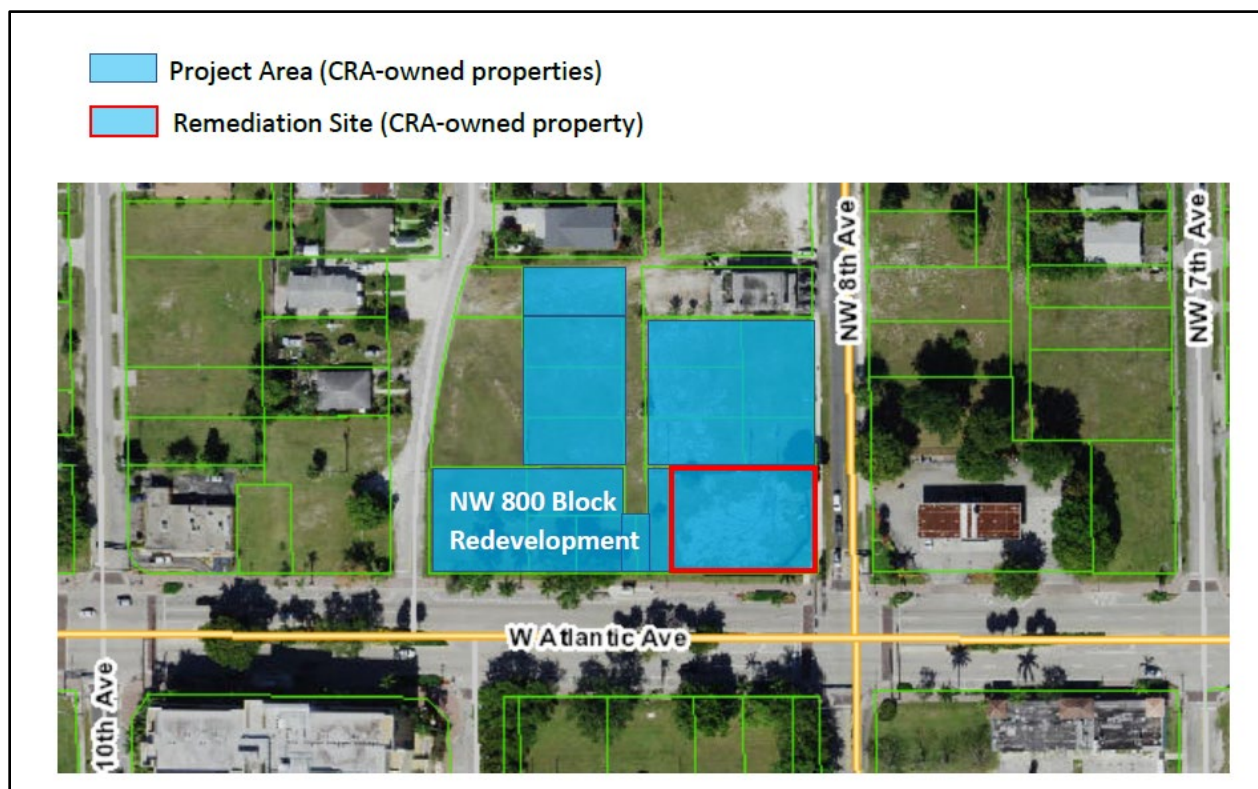 Project Area (CRA-owned properties)
Remediation Site (CRA-owned property)
NW 8th Ave
NW 7th Ave
NW 800 Block
Redevelopment
W Atlantic Ave
10th Ave